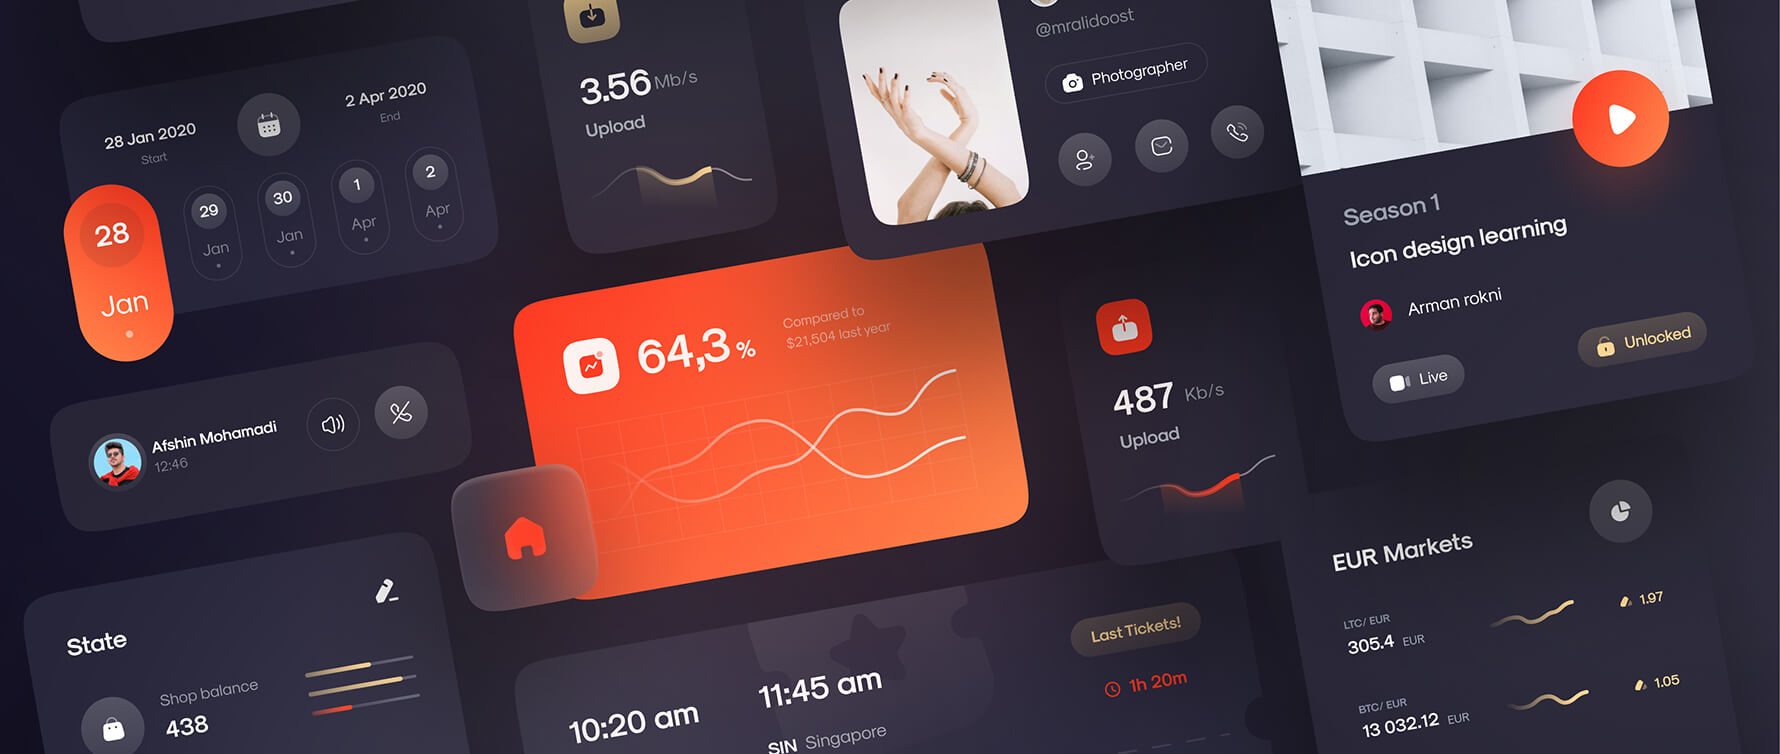 28 Jan 2020
Start
2 Apr 2020
End
28
Jan
29
Jan
30
Jan
1
Apr
2
Apr
3.56 Mb/s
Upload
@mralidoost
Photographer
Season 1
Icon design learning
Arman rokni
Live
Unlocked
64,3 %
Compared to
$21,504 last year
487 Kb/s
Upload
Afshin Mohamadi
12:46
State
Shop balance
438
10:20 am
11:45 am
SIN Singapore
Last Tickets!
1h 20m
EUR Markets
LTC/ EUR
305.4 EUR
1.97
BTC/ EUR
13 032.12 EUR
1.05